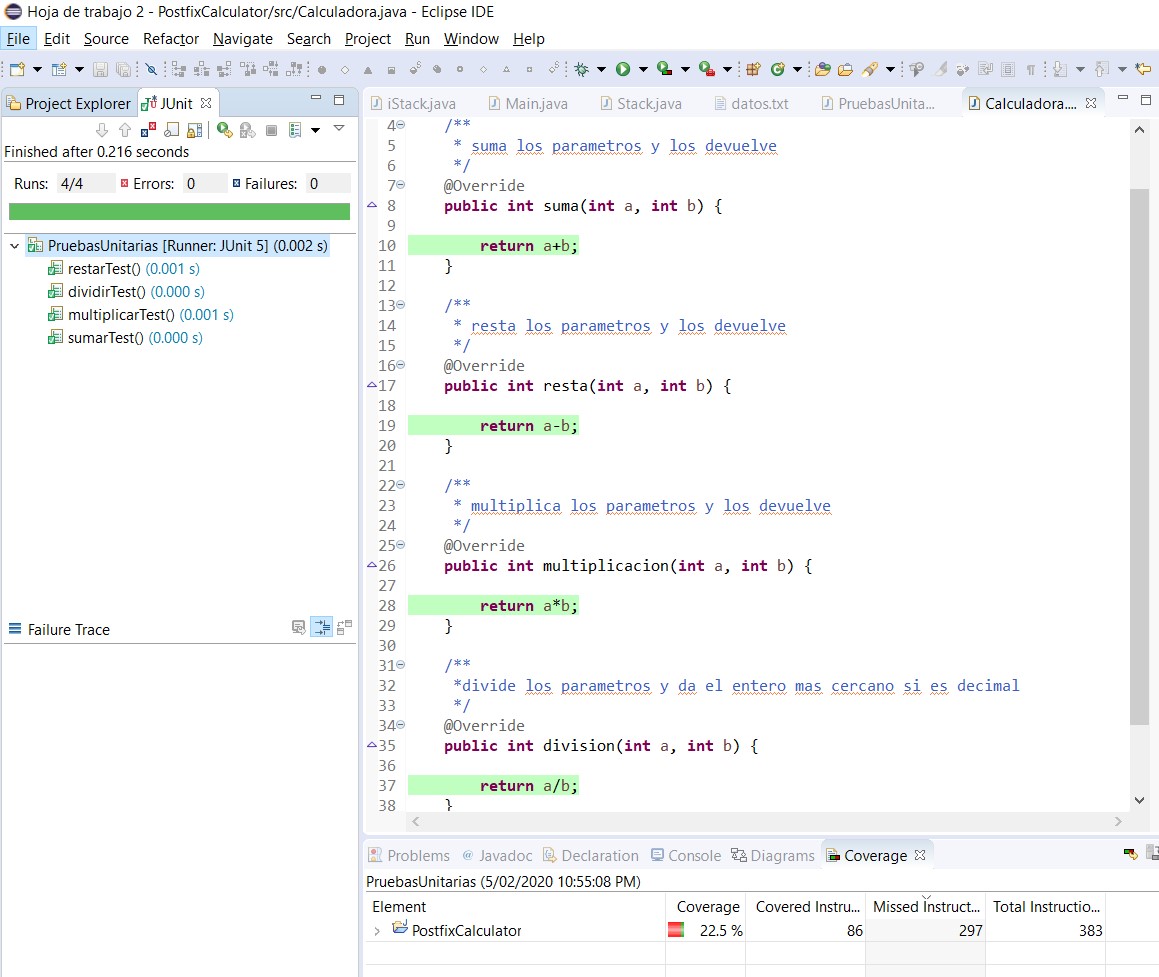 Hoja de trabajo 2 - PostfixCalculator/src/Calculadora.java - Eclipse IDE
File Edit Source Refactor Navigate Search Project Run Window Help
Project Explorer JUnit
Finished after 0.216 seconds
Runs: 4/4 Errors: 0 Failures: 0
PruebasUnitarias [Runner: JUnit 5] (0.002 s)
restarTest() (0.001 s)
dividirTest() (0.000 s)
multiplicarTest() (0.001 s)
sumarTest() (0.000 s)
Failure Trace
iStack.java Main.java Stack.java datos.txt PruebasUnita... Calculadora....
4 /**
5 * suma los parametros y los devuelve
6 */
7 @Override
8 public int suma(int a, int b) {
9
10 return a+b;
11 }
12
13 /**
14 * resta los parametros y los devuelve
15 */
16 @Override
17 public int resta(int a, int b) {
18
19 return a-b;
20 }
21
22 /**
23 * multiplica los parametros y los devuelve
24 */
25 @Override
26 public int multiplicacion(int a, int b) {
27
28 return a*b;
29 }
30
31 /**
32 *divide los parametros y da el entero mas cercano si es decimal
33 */
34 @Override
35 public int division(int a, int b) {
36
37 return a/b;
38 }
Problems Javadoc Declaration Console Diagrams Coverage
PruebasUnitarias (5/02/2020 10:55:08 PM)
Element Coverage Covered Instru... Missed Instruct... Total Instructio...
PostfixCalculator 22.5 % 86 297 383